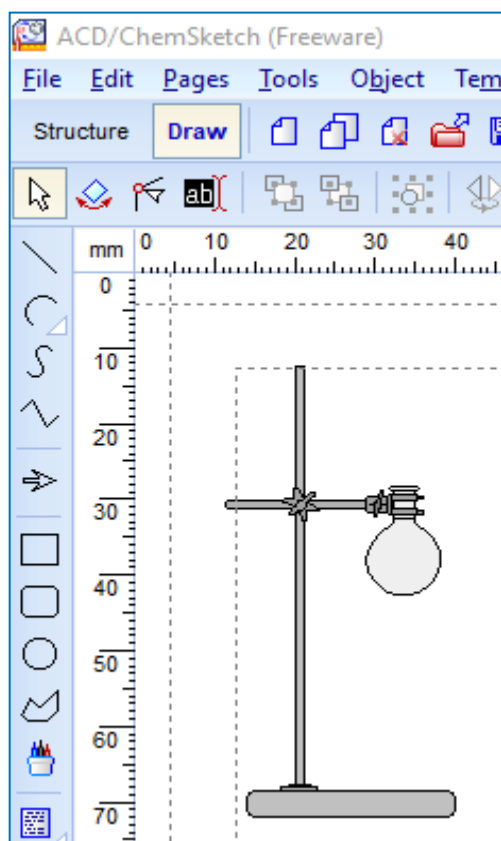 ACD/ChemSketch (Freeware)
File Edit Pages Tools Object Tem
Structure Draw
ab
mm 0 10 20 30 40
0
10
20
30
40
50
60
70